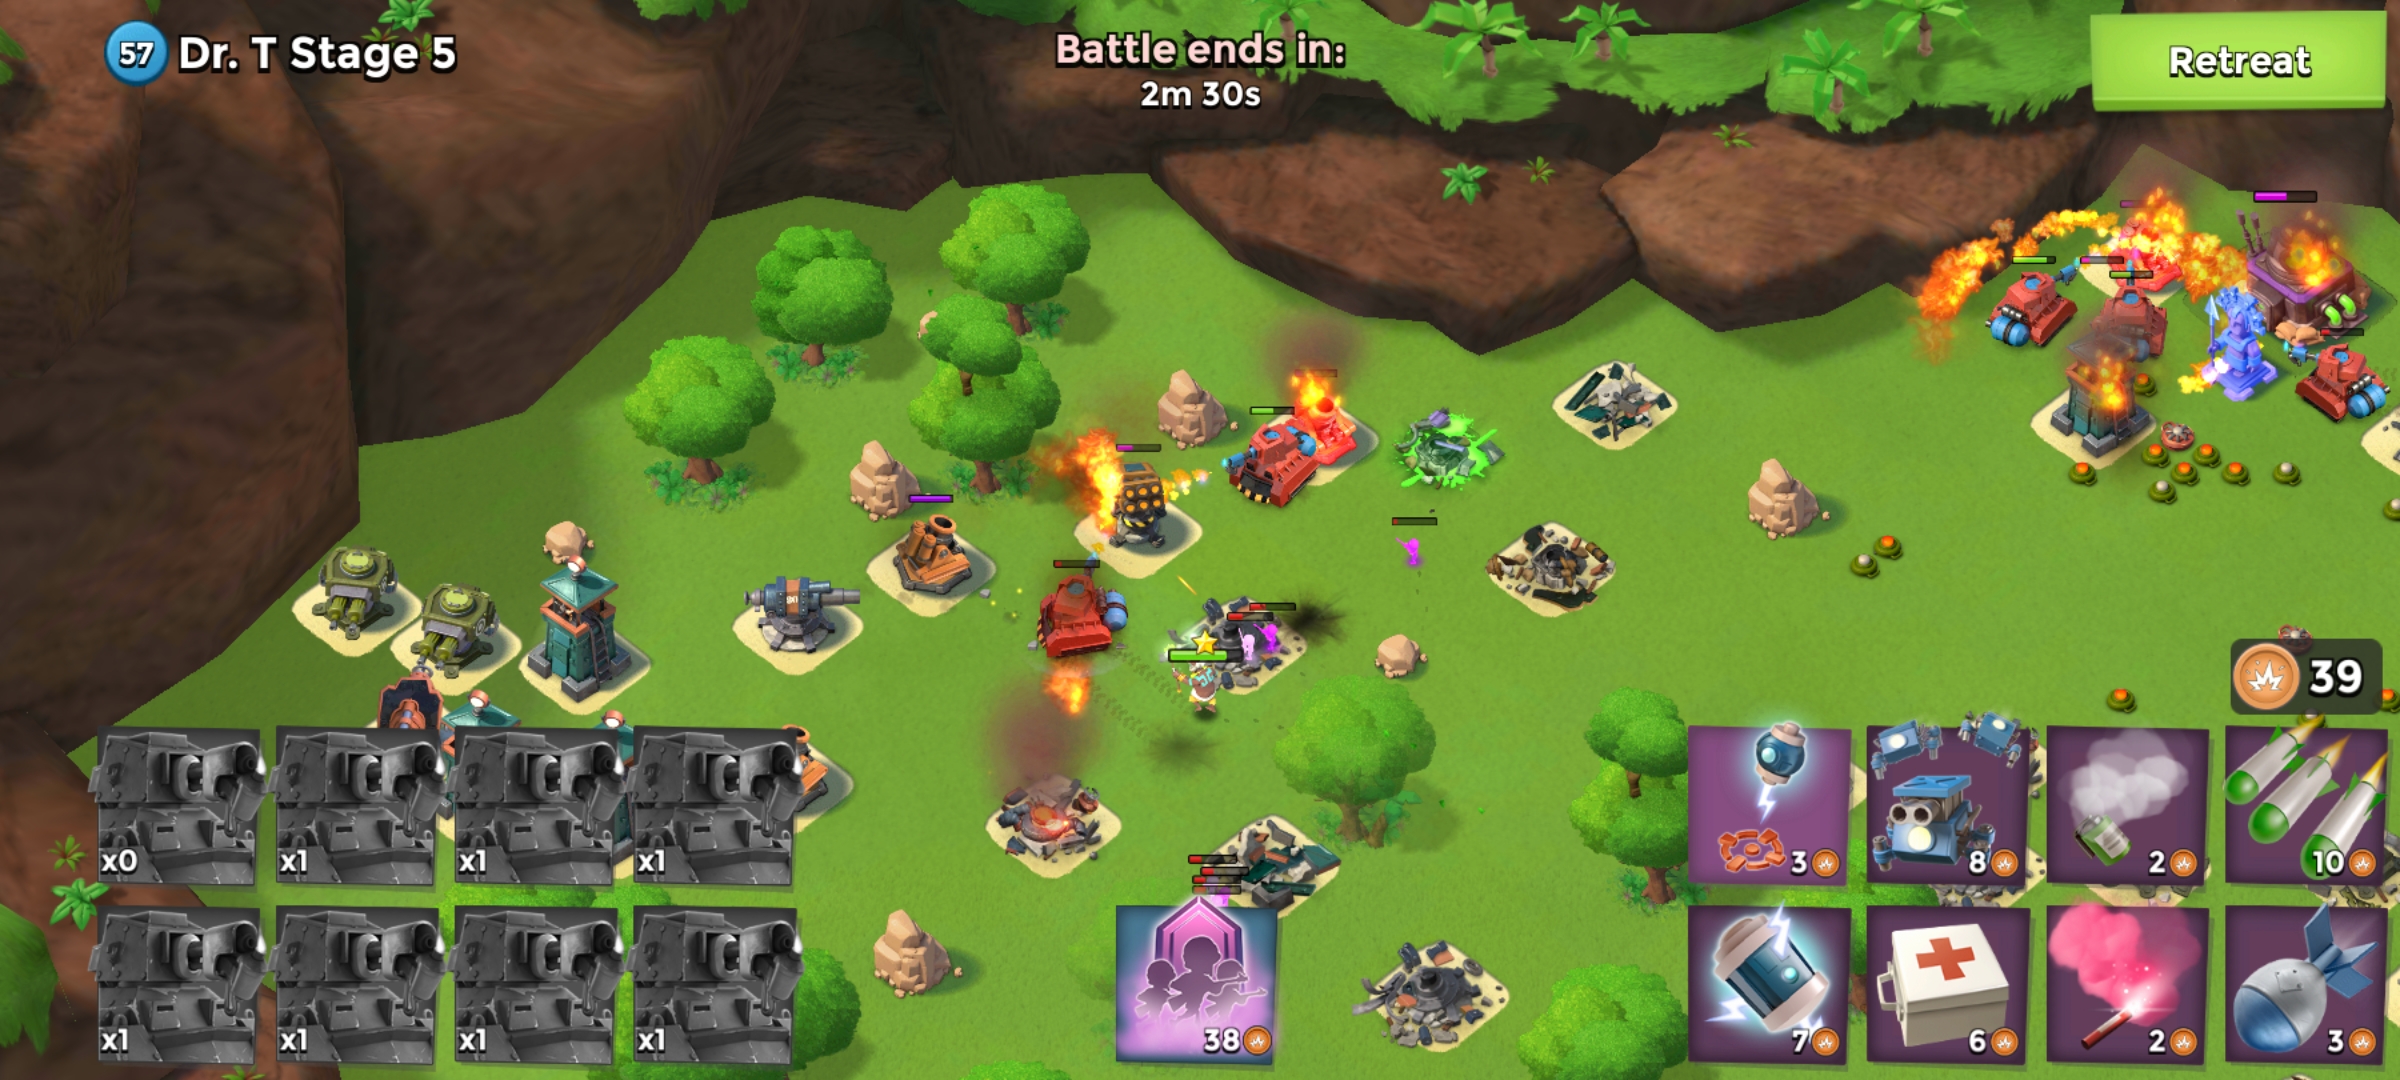 57 Dr. T Stage 5
Battle ends in:
2m 30s
Retreat
39
x0 x1 x1 x1
x1 x1 x1 x1
38
3 8 2 10
7 6 2 3